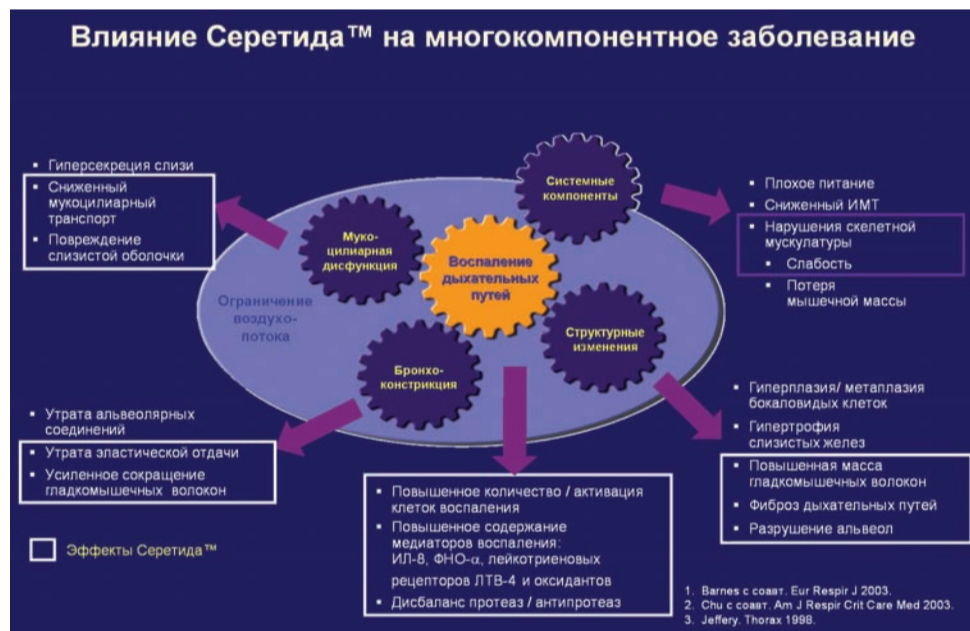 Влияние Серетида™ на многокомпонентное заболевание
▪ Гиперсекреция слизи
▪ Сниженный
мукоцилиарный
транспорт
▪ Повреждение
слизистой оболочки
Муко-
цилиарная
дисфункция
Системные
компоненты
Воспаление
дыхательных
путей
Ограничение
воздухо-
потока
Бронхо-
констрикция
Структурные
изменения
▪ Плохое питание
▪ Сниженный ИМТ
▪ Нарушения скелетной
мускулатуры
▪ Слабость
▪ Потеря
мышечной массы
▪ Утрата альвеолярных
соединений
▪ Утрата эластической отдачи
▪ Усиленное сокращение
гладкомышечных волокон
▪ Повышенное количество / активация
клеток воспаления
▪ Повышенное содержание
медиаторов воспаления:
ИЛ-8, ФНО-α, лейкотриеновых
рецепторов ЛТВ-4 и оксидантов
▪ Дисбаланс протеаз / антипротеаз
▪ Гиперплазия/ метаплазия
бокаловидых клеток
▪ Гипертрофия
слизистых желез
▪ Повышенная масса
гладкомышечных волокон
▪ Фиброз дыхательных путей
▪ Разрушение альвеол
Эффекты Серетида™
1. Barnes с соавт. Eur Respir J 2003.
2. Chu с соавт. Am J Respir Crit Care Med 2003.
3. Jeffery. Thorax 1998.